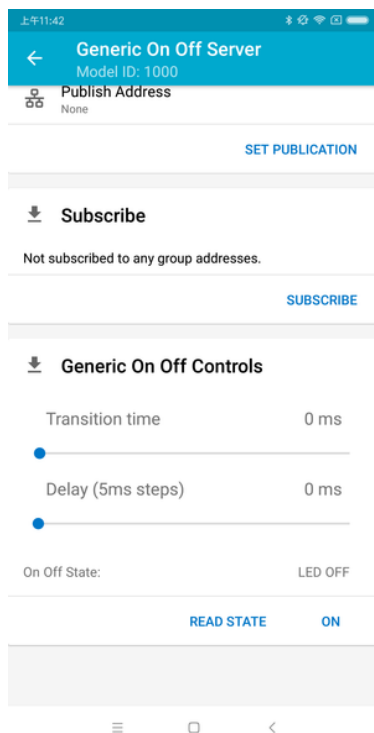 上午11:42
Generic On Off Server
Model ID: 1000
Publish Address
None
SET PUBLICATION
Subscribe
Not subscribed to any group addresses.
SUBSCRIBE
Generic On Off Controls
Transition time 0 ms
Delay (5ms steps) 0 ms
On Off State: LED OFF
READ STATE ON